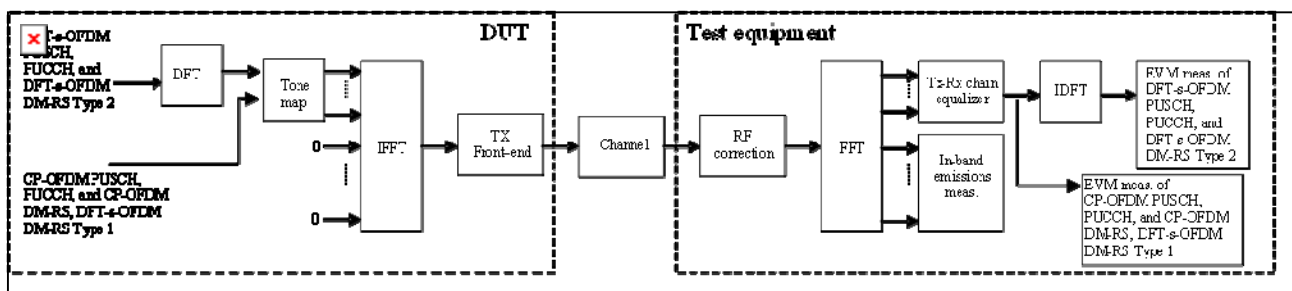 DUT
Test equipment
DFT-s-OFDM
PUSCH,
PUCCH, and
DFT-s-OFDM
DM-RS Type 2
DFT
Tone
map
0
0
CP-OFDM PUSCH,
PUCCH, and CP-OFDM
DM-RS, DFT-s-OFDM
DM-RS Type 1
IFFT
TX
Front-end
Channel
RF
correction
FFT
Tx-Rx chain
equalizer
In-band
emissions
meas.
IDFT
EVM meas. of
DFT-s-OFDM
PUSCH,
PUCCH, and
DFT-s-OFDM
DM-RS Type 2
EVM meas. of
CP-OFDM PUSCH,
PUCCH, and CP-OFDM
DM-RS, DFT-s-OFDM
DM-RS Type 1